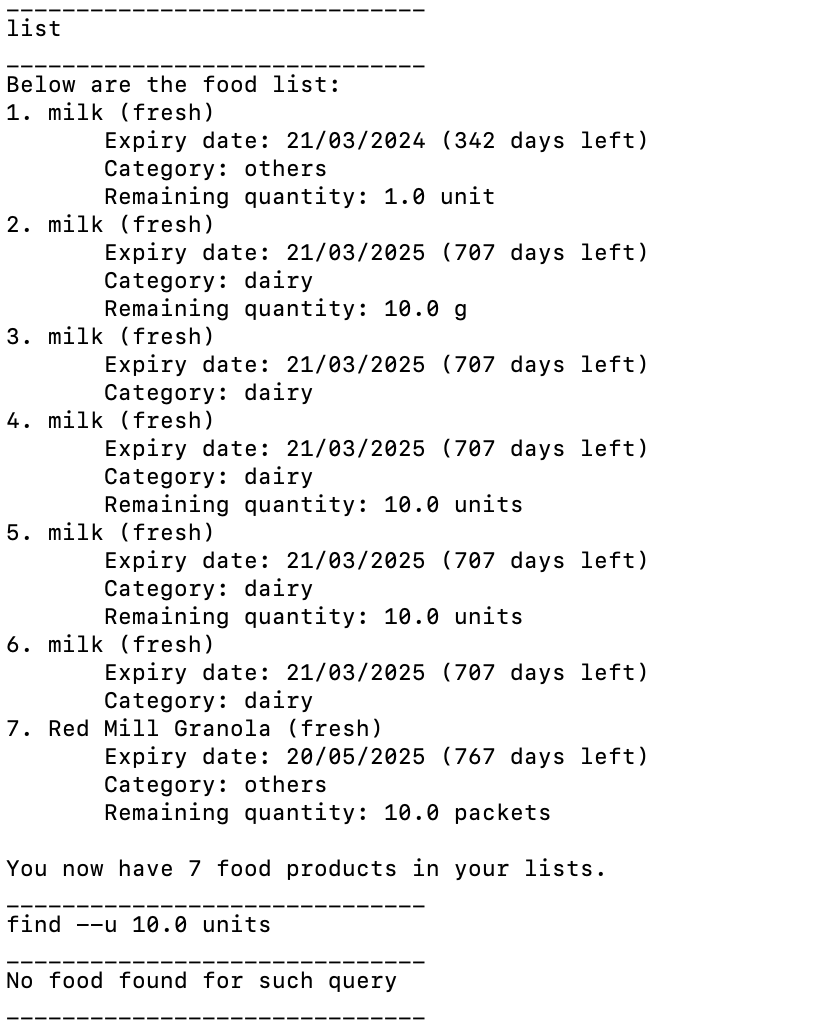 ______________________________
list
______________________________
Below are the food list:
1. milk (fresh)
Expiry date: 21/03/2024 (342 days left)
Category: others
Remaining quantity: 1.0 unit
2. milk (fresh)
Expiry date: 21/03/2025 (707 days left)
Category: dairy
Remaining quantity: 10.0 g
3. milk (fresh)
Expiry date: 21/03/2025 (707 days left)
Category: dairy
4. milk (fresh)
Expiry date: 21/03/2025 (707 days left)
Category: dairy
Remaining quantity: 10.0 units
5. milk (fresh)
Expiry date: 21/03/2025 (707 days left)
Category: dairy
Remaining quantity: 10.0 units
6. milk (fresh)
Expiry date: 21/03/2025 (707 days left)
Category: dairy
7. Red Mill Granola (fresh)
Expiry date: 20/05/2025 (767 days left)
Category: others
Remaining quantity: 10.0 packets
You now have 7 food products in your lists.
______________________________
find --u 10.0 units
______________________________
No food found for such query
______________________________